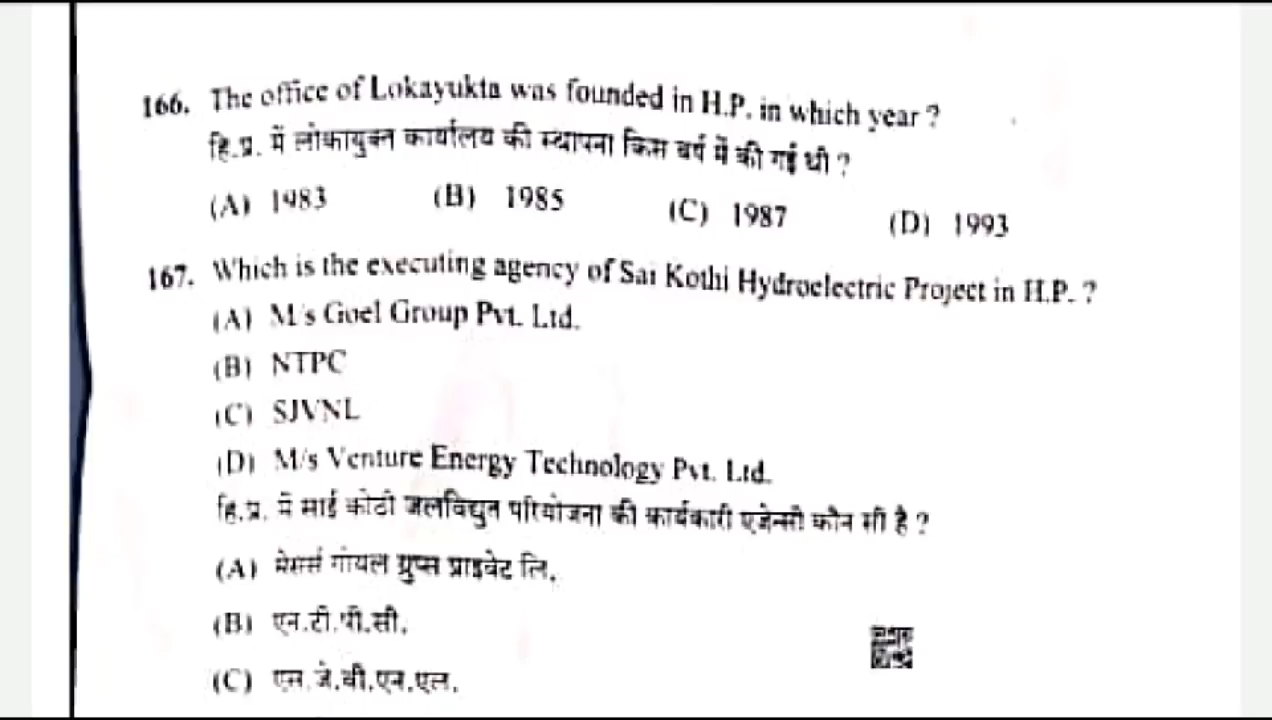 166. The office of Lokayukta was founded in H.P. in which year ?
हि.प्र. में लोकायुक्त कार्यालय की स्थापना किस वर्ष में की गई थी ?
(A) 1983 (B) 1985 (C) 1987 (D) 1993
167. Which is the executing agency of Sai Kothi Hydroelectric Project in H.P. ?
(A) M/s Goel Group Pvt. Ltd.
(B) NTPC
(C) SJVNL
(D) M/s Venture Energy Technology Pvt. Ltd.
हि.प्र. में साई कोठी जलविद्युत परियोजना की कार्यकारी एजेन्सी कौन सी है ?
(A) मेसर्स गोयल ग्रुप्स प्राइवेट लि.
(B) एन.टी.पी.सी.
(C) एस.जे.वी.एन.एल.